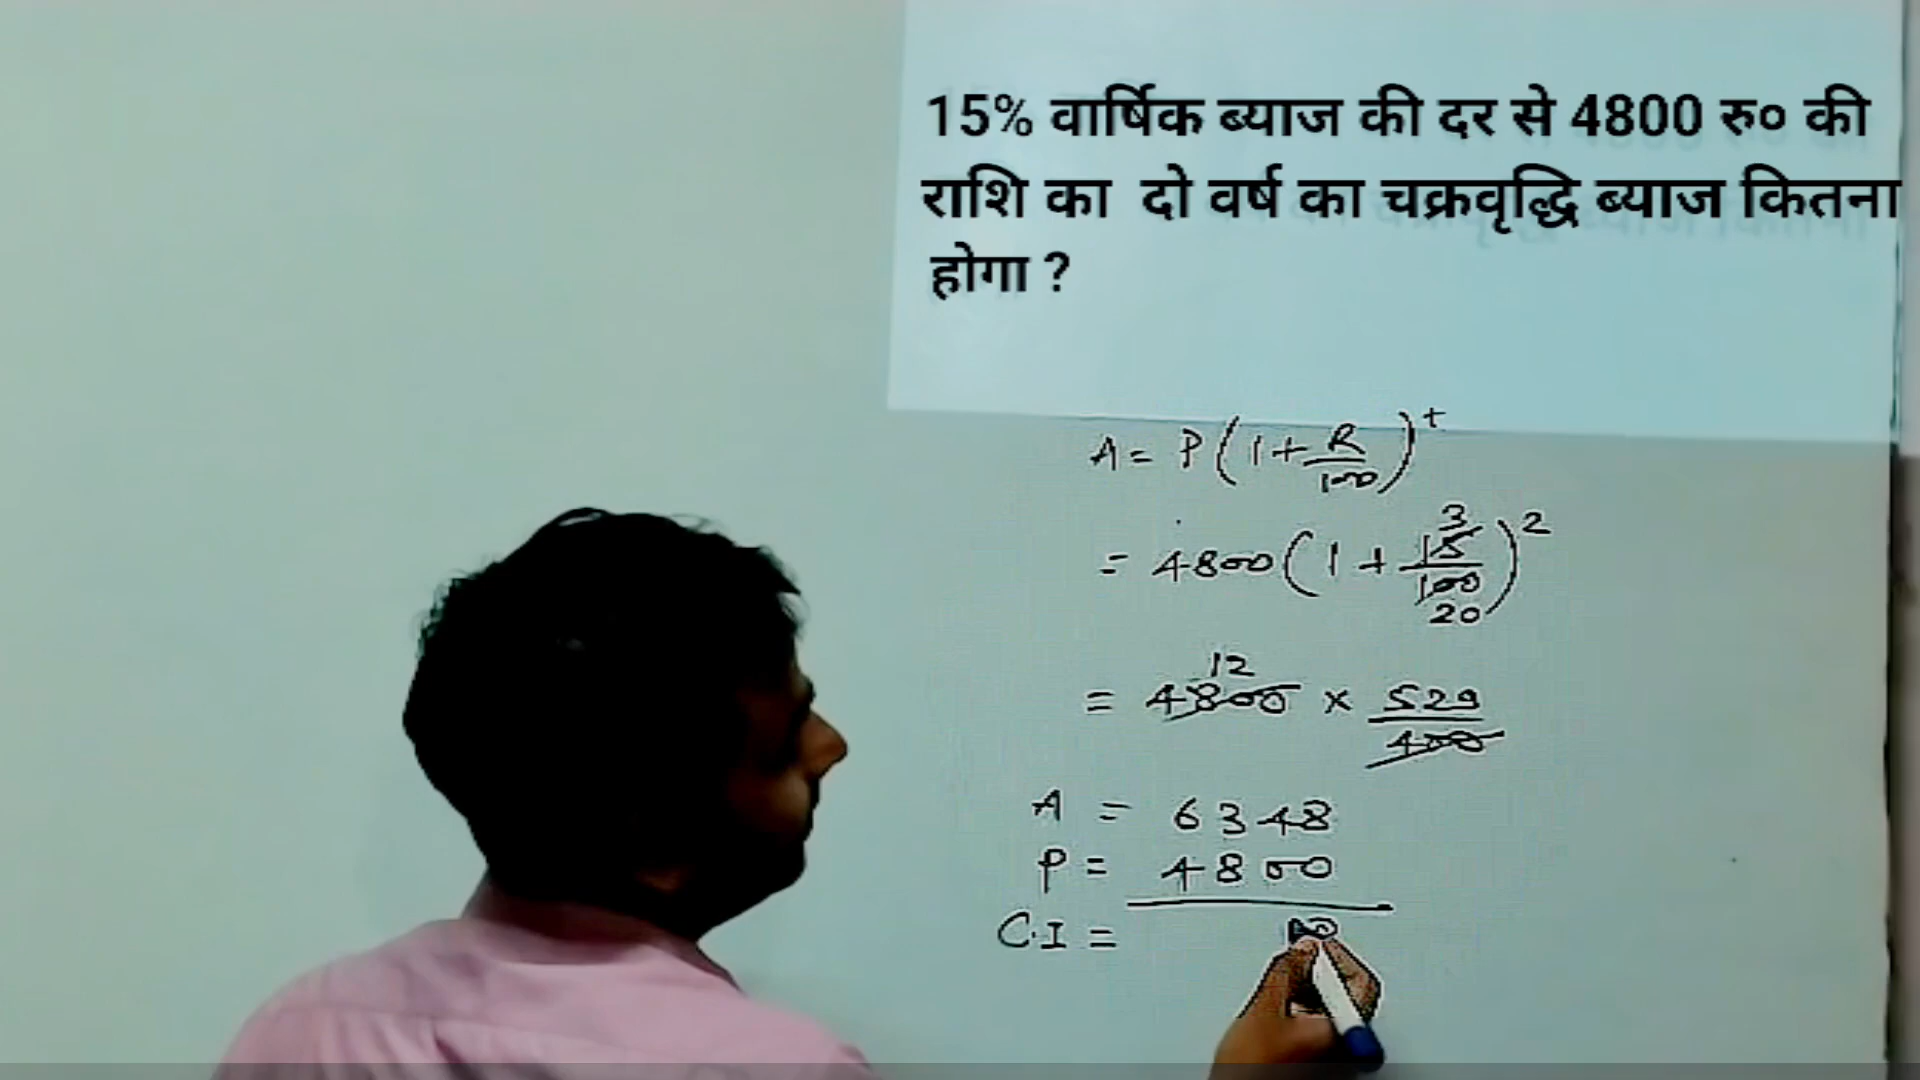 15% वार्षिक ब्याज की दर से 4800 रु० की
राशि का दो वर्ष का चक्रवृद्धि ब्याज कितना
होगा ?
A = P(1+R/100)^t
= 4800(1+15/100)^2
3
20
12
= 4800 × 529/400
A = 6348
P = 4800
C.I =